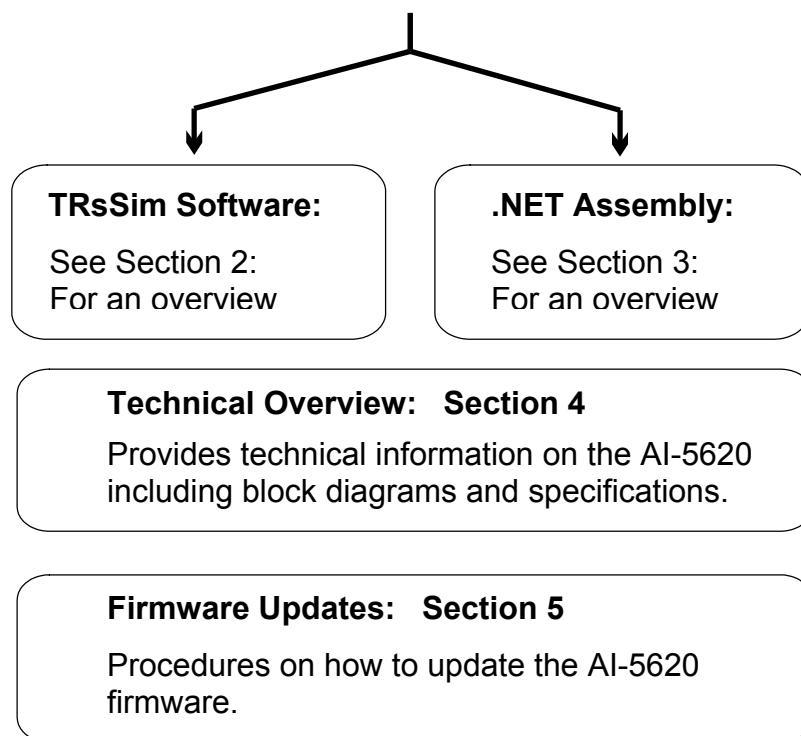 TRsSim Software:
See Section 2:
For an overview
.NET Assembly:
See Section 3:
For an overview
Technical Overview:   Section 4
Provides technical information on the AI-5620
including block diagrams and specifications.
Firmware Updates:   Section 5
Procedures on how to update the AI-5620
firmware.